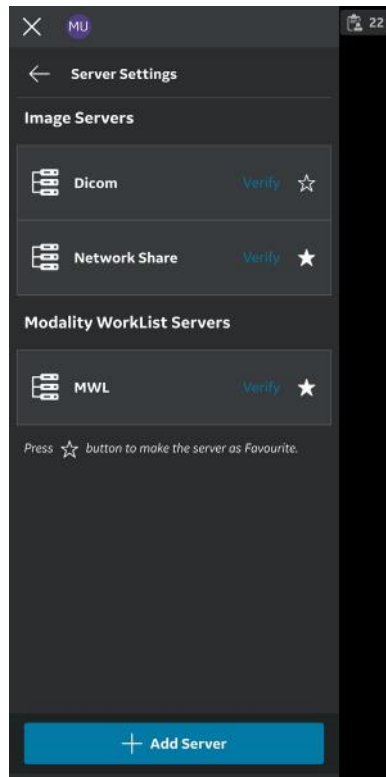 MU
22
Server Settings
Image Servers
Dicom Verify
Network Share Verify
Modality WorkList Servers
MWL Verify
Press button to make the server as Favourite.
Add Server